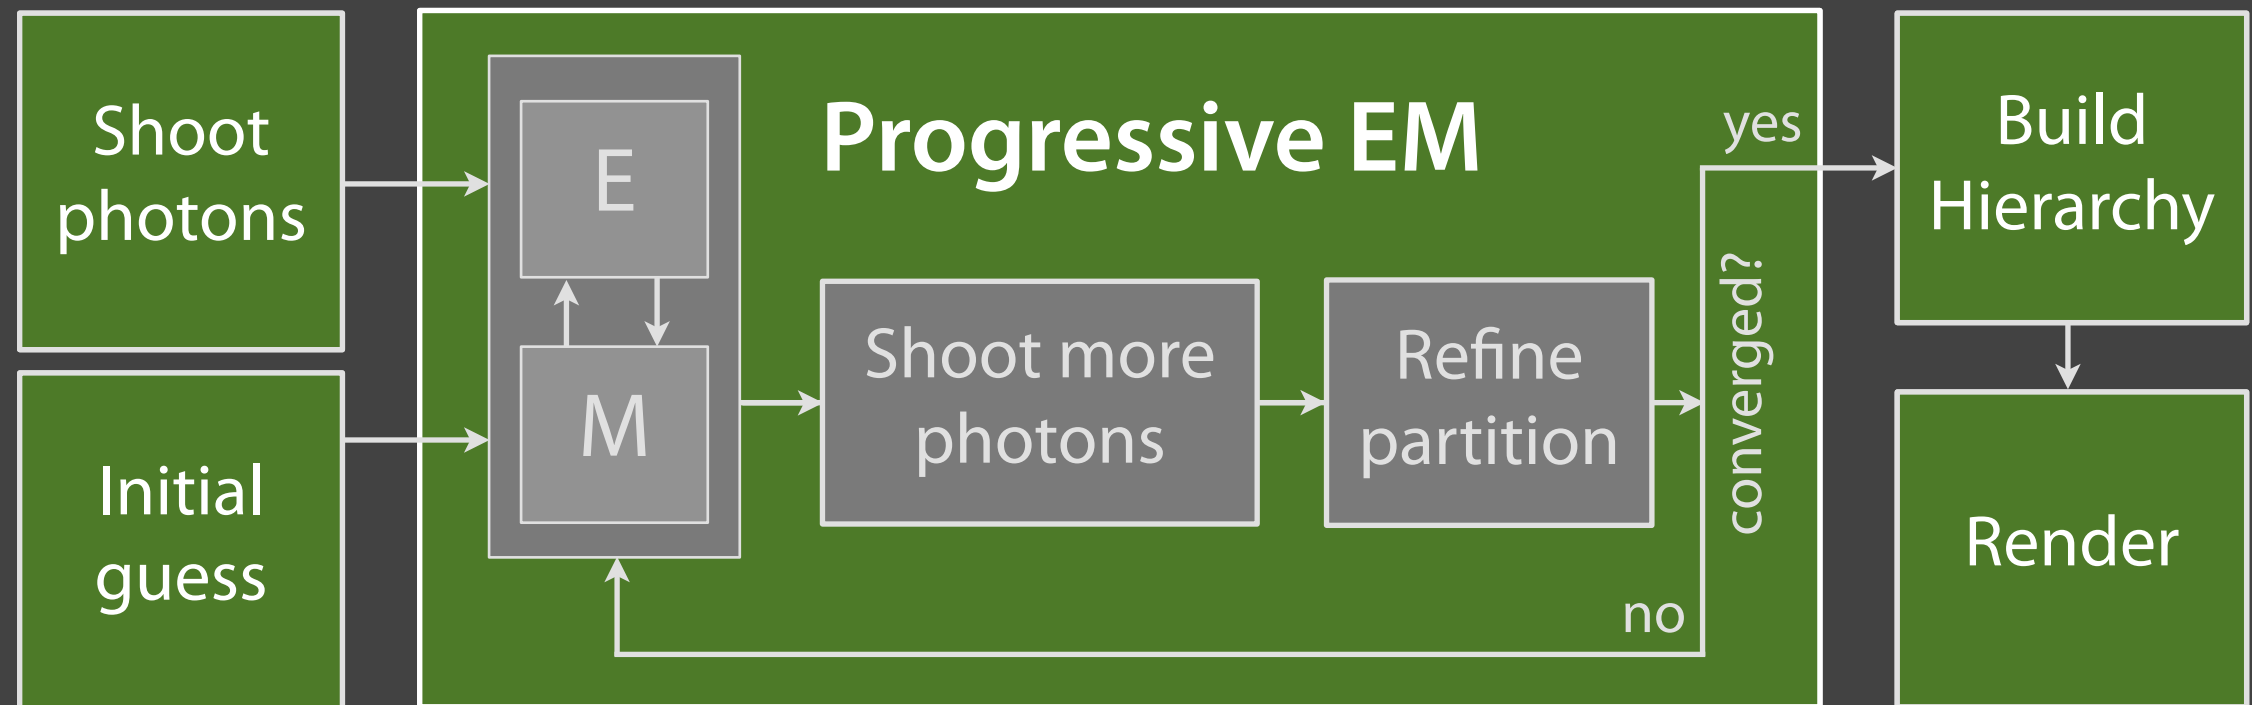 Shoot
photons
Initial
guess
Progressive EM
E
M
Shoot more
photons
Refine
partition
converged?
yes
no
Build
Hierarchy
Render